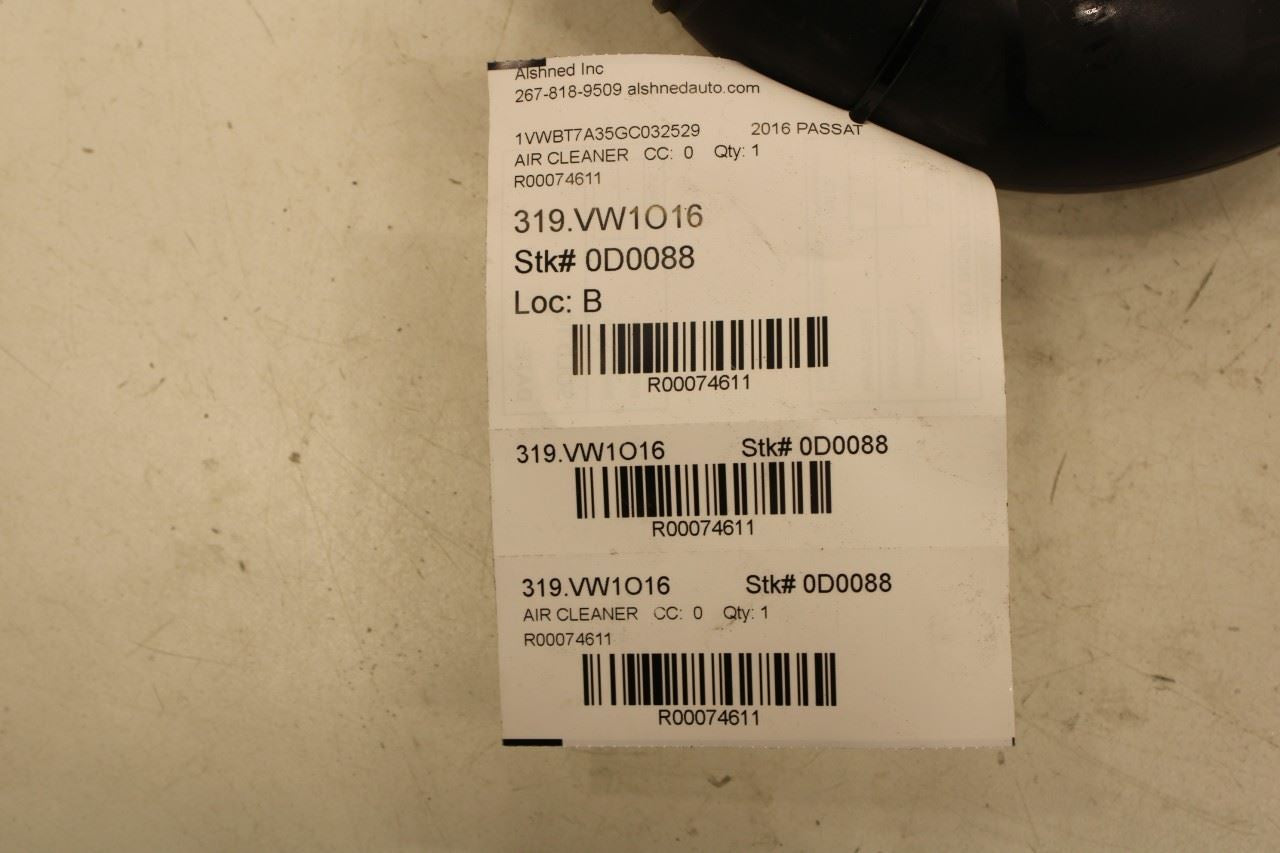 Alshned Inc
267-818-9509 alshnedauto.com
1VWBT7A35GC032529 2016 PASSAT
AIR CLEANER CC: 0 Qty: 1
R00074611
319.VW1O16
Stk# 0D0088
Loc: B
R00074611
319.VW1O16 Stk# 0D0088
R00074611
319.VW1O16 Stk# 0D0088
AIR CLEANER CC: 0 Qty: 1
R00074611
R00074611